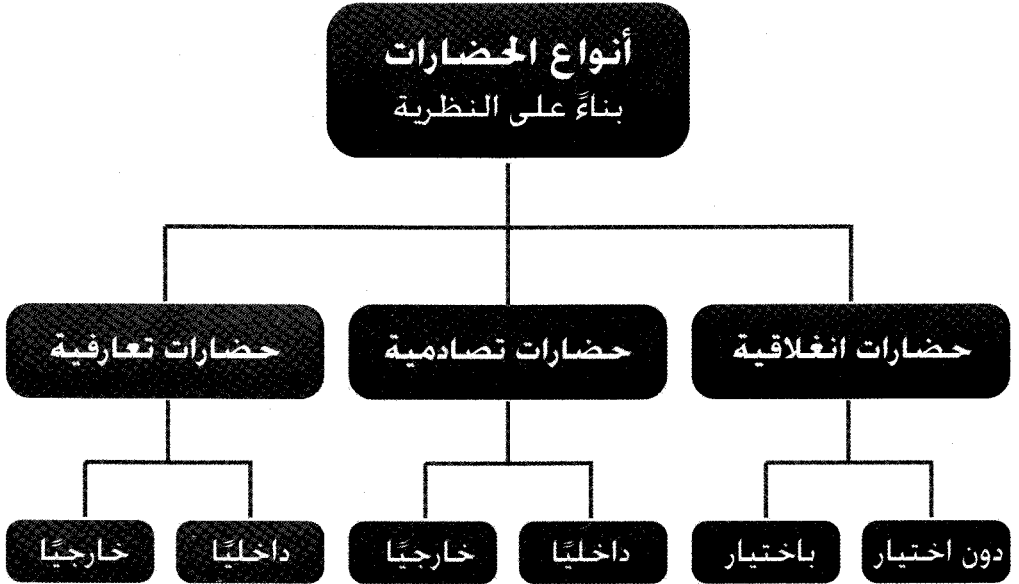 أنواع الحضارات
بناءً على النظرية
حضارات انغلاقية
حضارات تصادمية
حضارات تعارفية
دون اختيار
باختيار
داخليًا
خارجيًا
داخليًا
خارجيًا